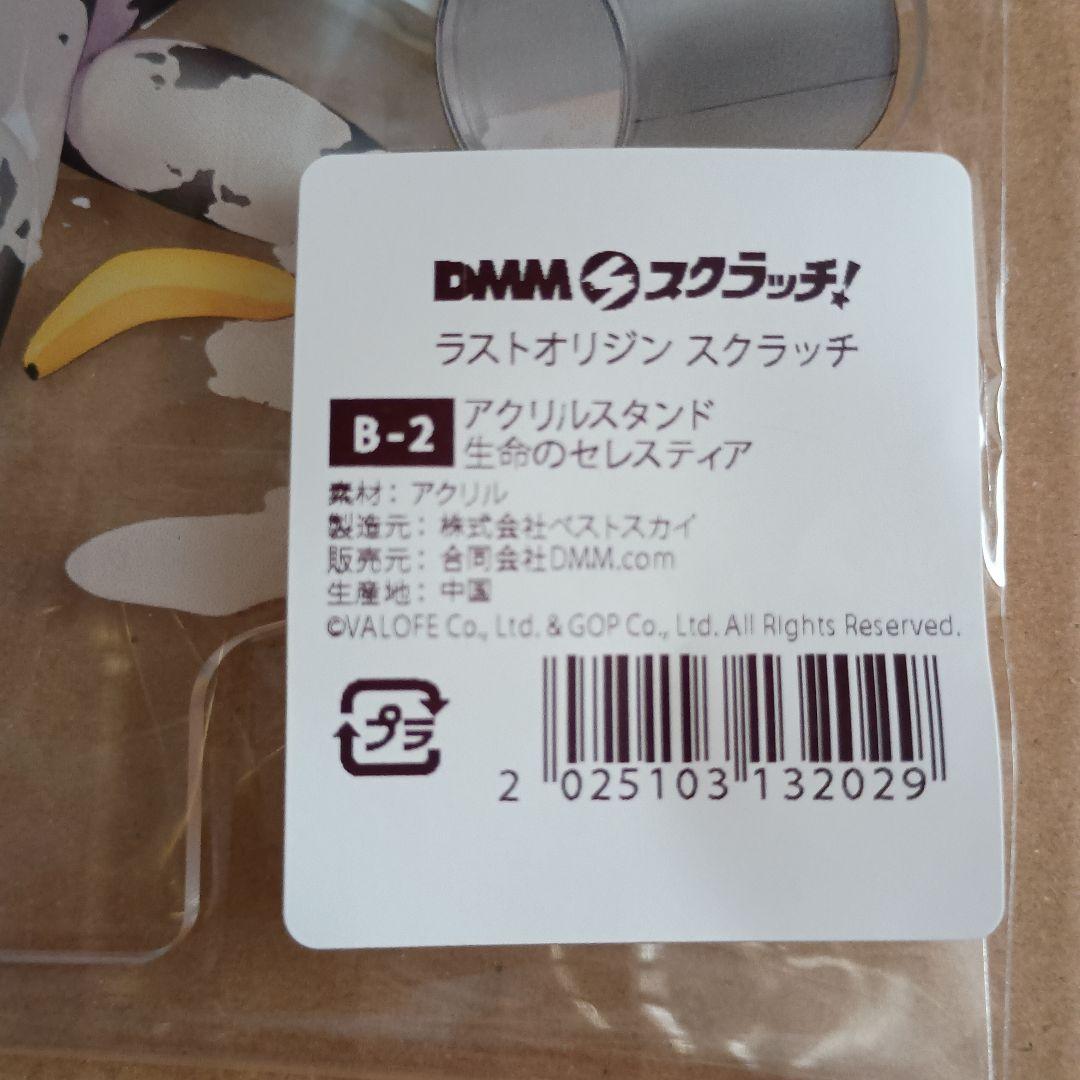 DMMスクラッチ!
ラストオリジン スクラッチ
B-2 アクリルスタンド
生命のセレスティア
素材：アクリル
製造元：株式会社ベストスカイ
販売元：合同会社DMM.com
生産地：中国
©VALOFE Co., Ltd. & GOP Co., Ltd. All Rights Reserved.
プラ
2 025103 132029